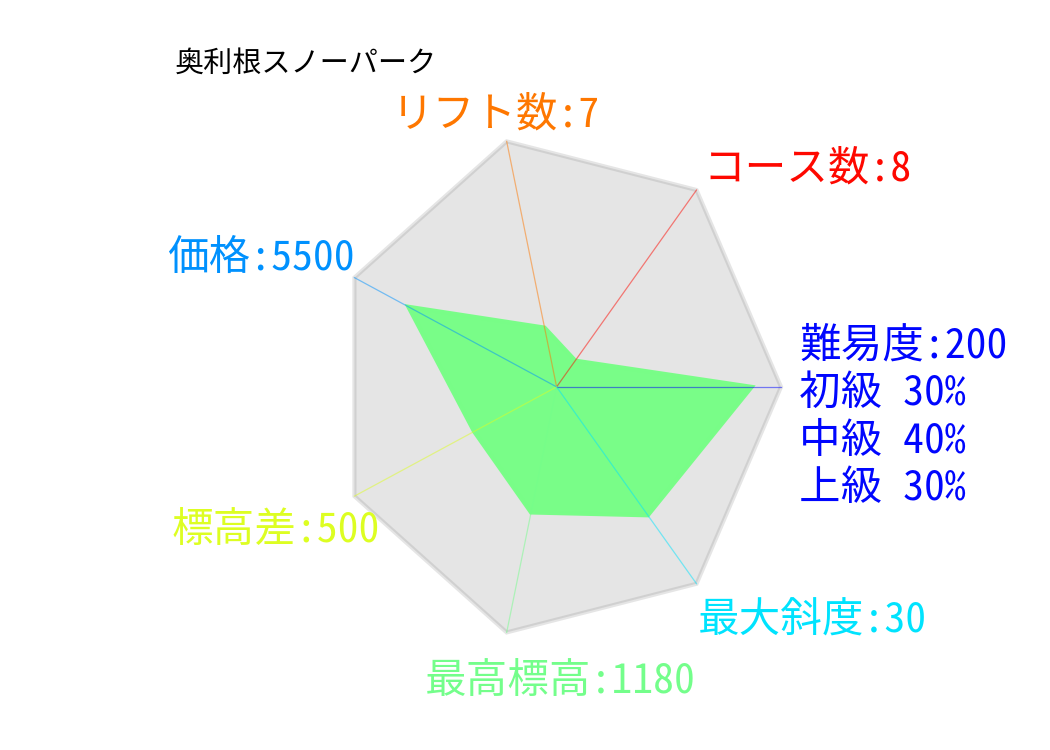 奥利根スノーパーク
リフト数:7
コース数:8
価格:5500
難易度:200
初級 30%
中級 40%
上級 30%
標高差:500
最大斜度:30
最高標高:1180